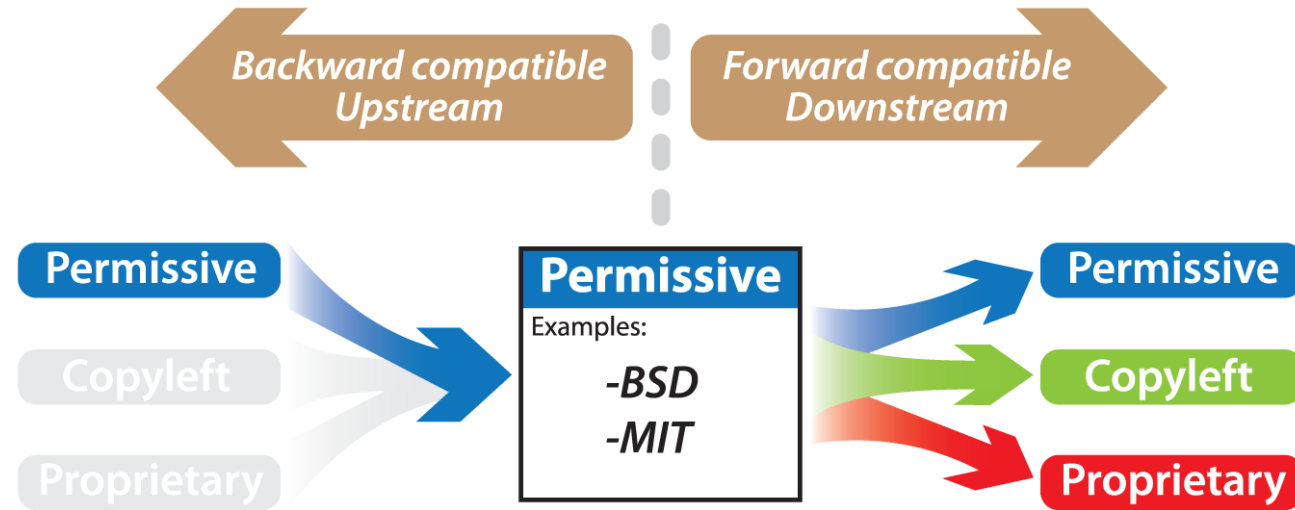 Backward compatible
Upstream
Forward compatible
Downstream
Permissive
Copyleft
Proprietary
Permissive
Examples:
-BSD
-MIT
Permissive
Copyleft
Proprietary